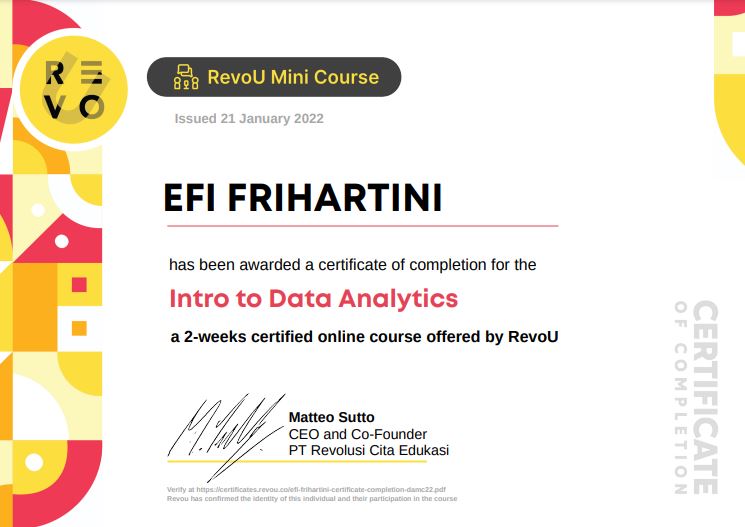 RE
VO
RevoU Mini Course
Issued 21 January 2022
EFI FRIHARTINI
has been awarded a certificate of completion for the
Intro to Data Analytics
a 2-weeks certified online course offered by RevoU
Matteo Sutto
CEO and Co-Founder
PT Revolusi Cita Edukasi
Verify at https://certificates.revou.co/efi-frihartini-certificate-completion-damc22.pdf
Revou has confirmed the identity of this individual and their participation in the course
CERTIFICATE
OF COMPLETION